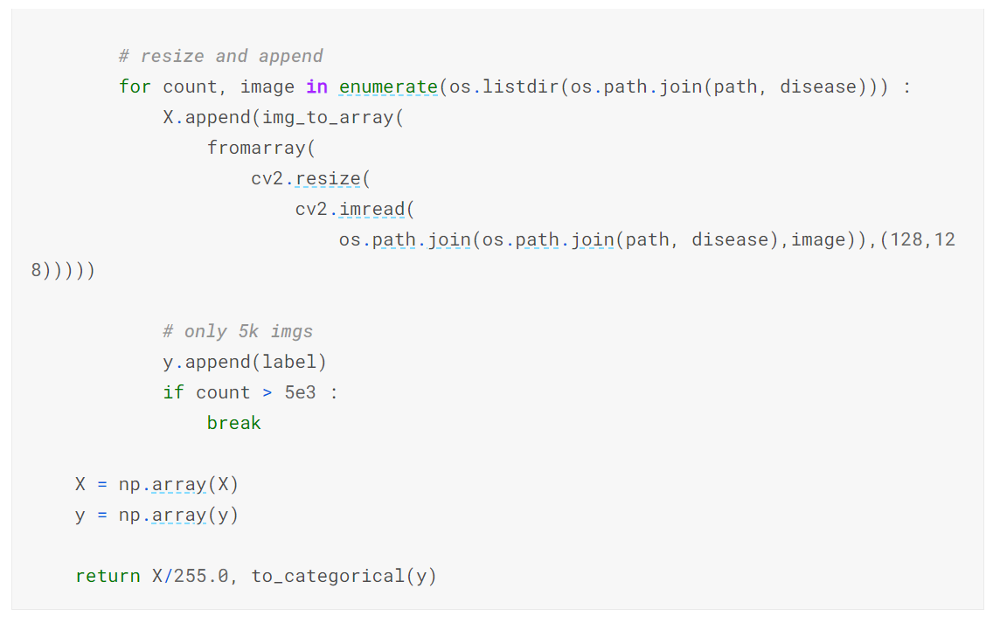 # resize and append
for count, image in enumerate(os.listdir(os.path.join(path, disease))) :
X.append(img_to_array(
fromarray(
cv2.resize(
cv2.imread(
os.path.join(os.path.join(path, disease),image)),(128,12
8)))))
# only 5k imgs
y.append(label)
if count > 5e3 :
break
X = np.array(X)
y = np.array(y)
return X/255.0, to_categorical(y)